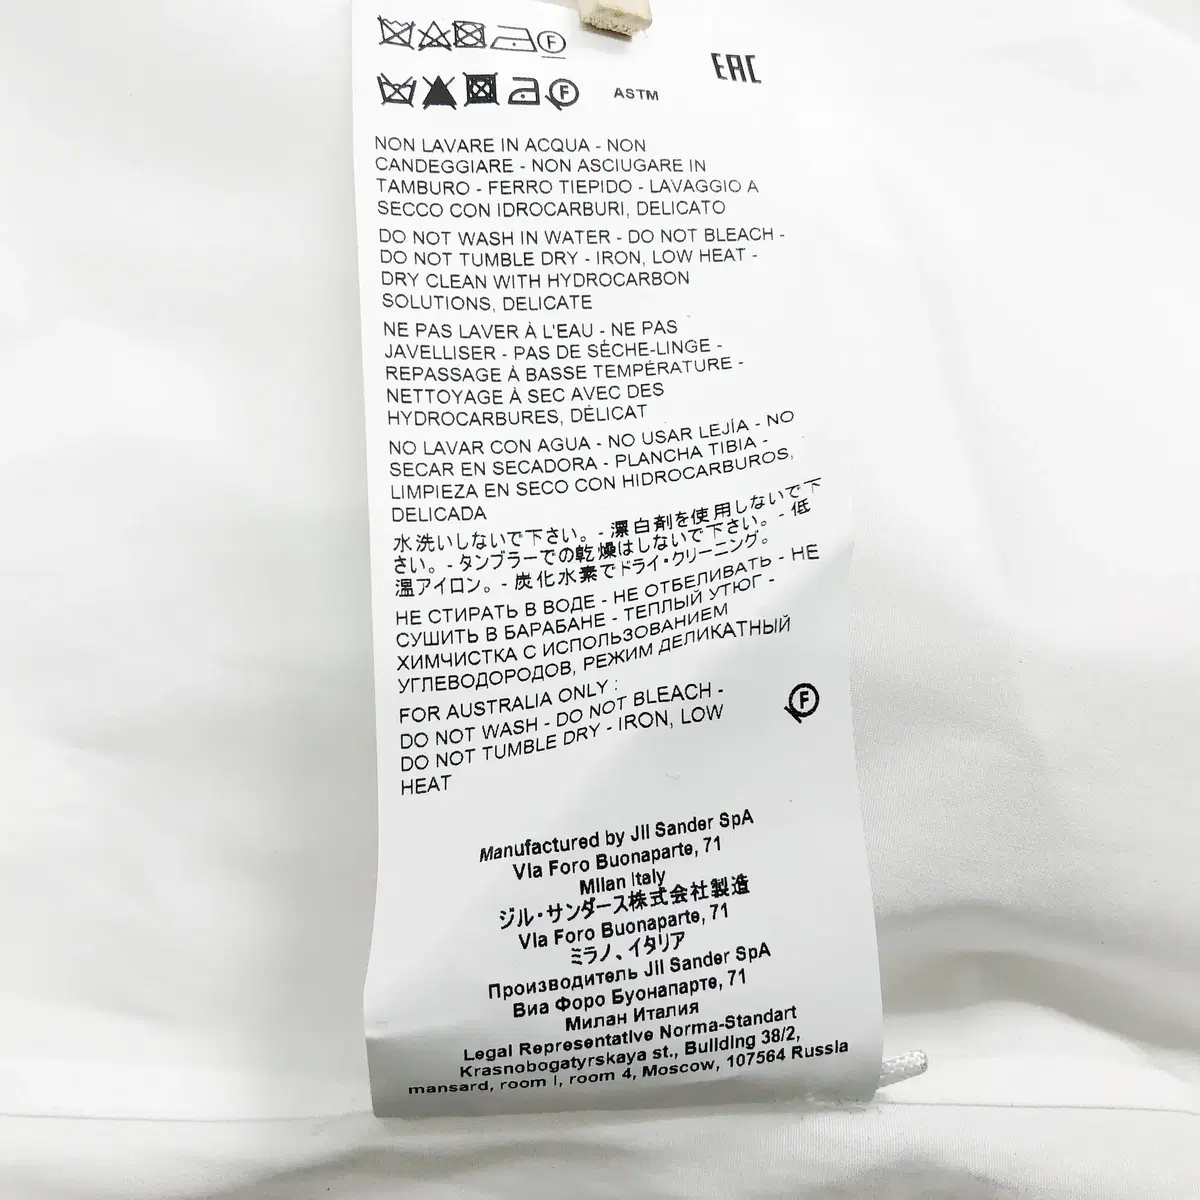 F
F ASTM
EAC
NON LAVARE IN ACQUA - NON
CANDEGGIARE - NON ASCIUGARE IN
TAMBURO - FERRO TIEPIDO - LAVAGGIO A
SECCO CON IDROCARBURI, DELICATO
DO NOT WASH IN WATER - DO NOT BLEACH -
DO NOT TUMBLE DRY - IRON, LOW HEAT -
DRY CLEAN WITH HYDROCARBON
SOLUTIONS, DELICATE
NE PAS LAVER À L'EAU - NE PAS
JAVELLISER - PAS DE SÉCHE-LINGE -
REPASSAGE À BASSE TEMPÉRATURE -
NETTOYAGE À SEC AVEC DES
HYDROCARBURES, DÉLICAT
NO LAVAR CON AGUA - NO USAR LEJÍA - NO
SECAR EN SECADORA - PLANCHA TIBIA -
LIMPIEZA EN SECO CON HIDROCARBUROS,
DELICADA
水洗いしないで下さい。- 漂白剤を使用しないで下
さい。- タンブラーでの乾燥はしないで下さい。- 低
温アイロン。- 炭化水素でドライ・クリーニング。
НЕ СТИРАТЬ В ВОДЕ - НЕ ОТБЕЛИВАТЬ - НЕ
СУШИТЬ В БАРАБАНЕ - ТЕПЛЫЙ УТЮГ -
ХИМЧИСТКА С ИСПОЛЬЗОВАНИЕМ
УГЛЕВОДОРОДОВ, РЕЖИМ ДЕЛИКАТНЫЙ
FOR AUSTRALIA ONLY :
DO NOT WASH - DO NOT BLEACH -
DO NOT TUMBLE DRY - IRON, LOW
HEAT
F
Manufactured by Jil Sander SpA
Via Foro Buonaparte, 71
Milan Italy
ジル・サンダース株式会社製造
Via Foro Buonaparte, 71
ミラノ、イタリア
Производитель Jil Sander SpA
Виа Форо Буонапарте, 71
Милан Италия
Legal Representative Norma-Standart
Krasnobogatyrskaya st., Building 38/2,
mansard, room I, room 4, Moscow, 107564 Russia